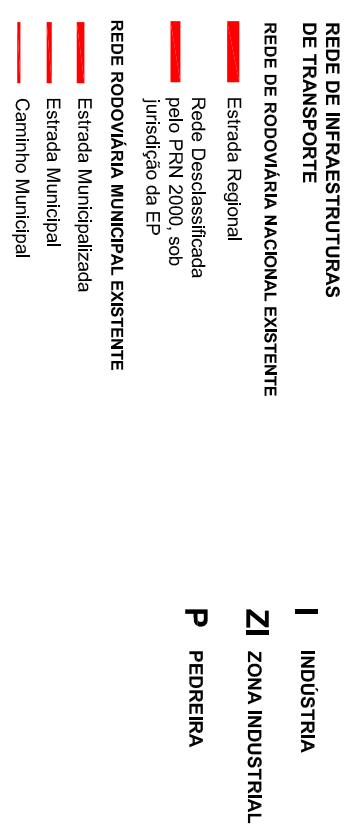 REDE DE INFRAESTRUTURAS
DE TRANSPORTE
REDE DE RODOVIÁRIA NACIONAL EXISTENTE
Estrada Regional
Rede Desclassificada
pelo PRN 2000, sob
jurisdição da EP
REDE RODOVIÁRIA MUNICIPAL EXISTENTE
Estrada Municipalizada
Estrada Municipal
Caminho Municipal
I INDÚSTRIA
ZI ZONA INDUSTRIAL
P PEDREIRA